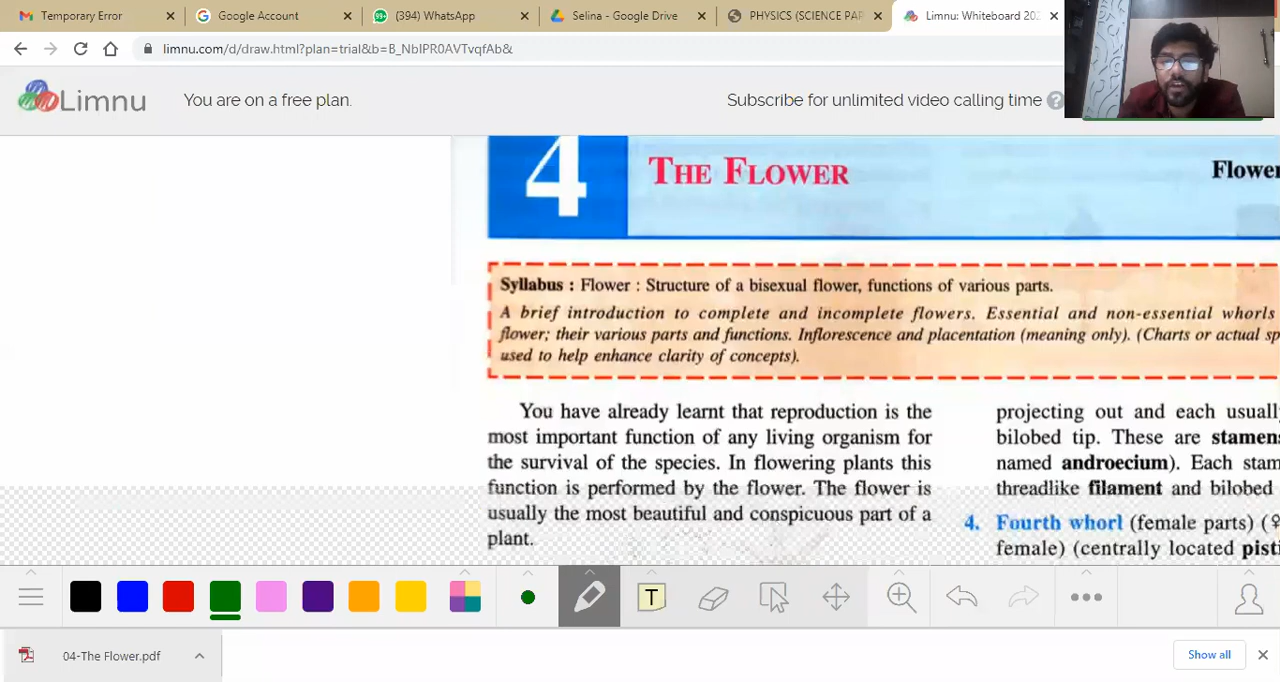 Temporary Error
Google Account
(394) WhatsApp
Selina - Google Drive
PHYSICS (SCIENCE PAP
Limnu: Whiteboard 202
limnu.com/d/draw.html?plan=trial&b=B_NbIPR0AVTvqfAb&
Limnu
You are on a free plan.
Subscribe for unlimited video calling time
4
THE FLOWER
Flower
Syllabus : Flower : Structure of a bisexual flower, functions of various parts.
A brief introduction to complete and incomplete flowers. Essential and non-essential whorls
flower; their various parts and functions. Inflorescence and placentation (meaning only). (Charts or actual sp
used to help enhance clarity of concepts).
You have already learnt that reproduction is the
most important function of any living organism for
the survival of the species. In flowering plants this
function is performed by the flower. The flower is
usually the most beautiful and conspicuous part of a
plant.
projecting out and each usually
bilobed tip. These are stamens
named androecium). Each stam
threadlike filament and bilobed
4. Fourth whorl (female parts) (♀
female) (centrally located pisti
T
04-The Flower.pdf
Show all